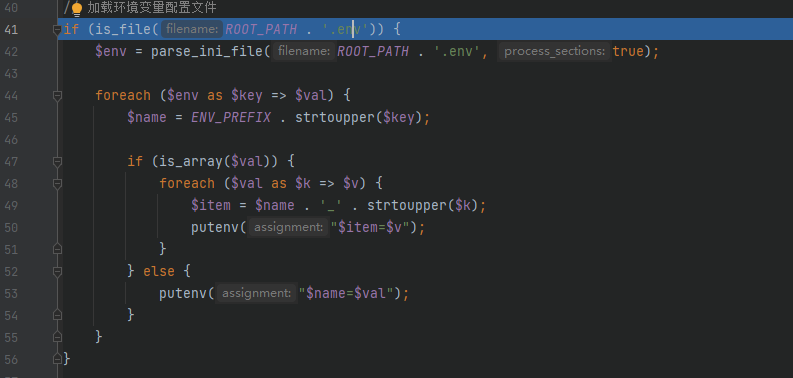 40 // 加载环境变量配置文件
41 if (is_file( filename: ROOT_PATH . '.env')) {
42 $env = parse_ini_file( filename: ROOT_PATH . '.env', process_sections: true);
43
44 foreach ($env as $key => $val) {
45 $name = ENV_PREFIX . strtoupper($key);
46
47 if (is_array($val)) {
48 foreach ($val as $k => $v) {
49 $item = $name . '_' . strtoupper($k);
50 putenv( assignment: "$item=$v");
51 }
52 } else {
53 putenv( assignment: "$name=$val");
54 }
55 }
56 }